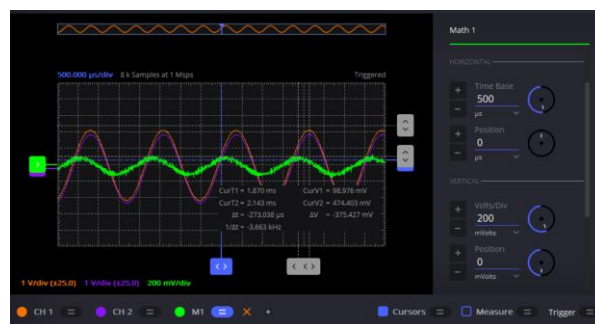 Math 1
HORIZONTAL
500.000 µs/div 8 k Samples at 1 Msps Triggered
Time Base
500
µs
Position
0
µs
CurT1 = 1.870 ms CurV1 = 98.976 mV
CurT2 = 2.143 ms CurV2 = 474.403 mV
Δt = -273.038 µs ΔV = -375.427 mV
1/Δt = -3.663 kHz
VERTICAL
Volts/Div
200
mVolts
Position
0
mVolts
1 V/div (±25.0) 1 V/div (±25.0) 200 mV/div
CH 1 CH 2 M1 Cursors Measure Trigger